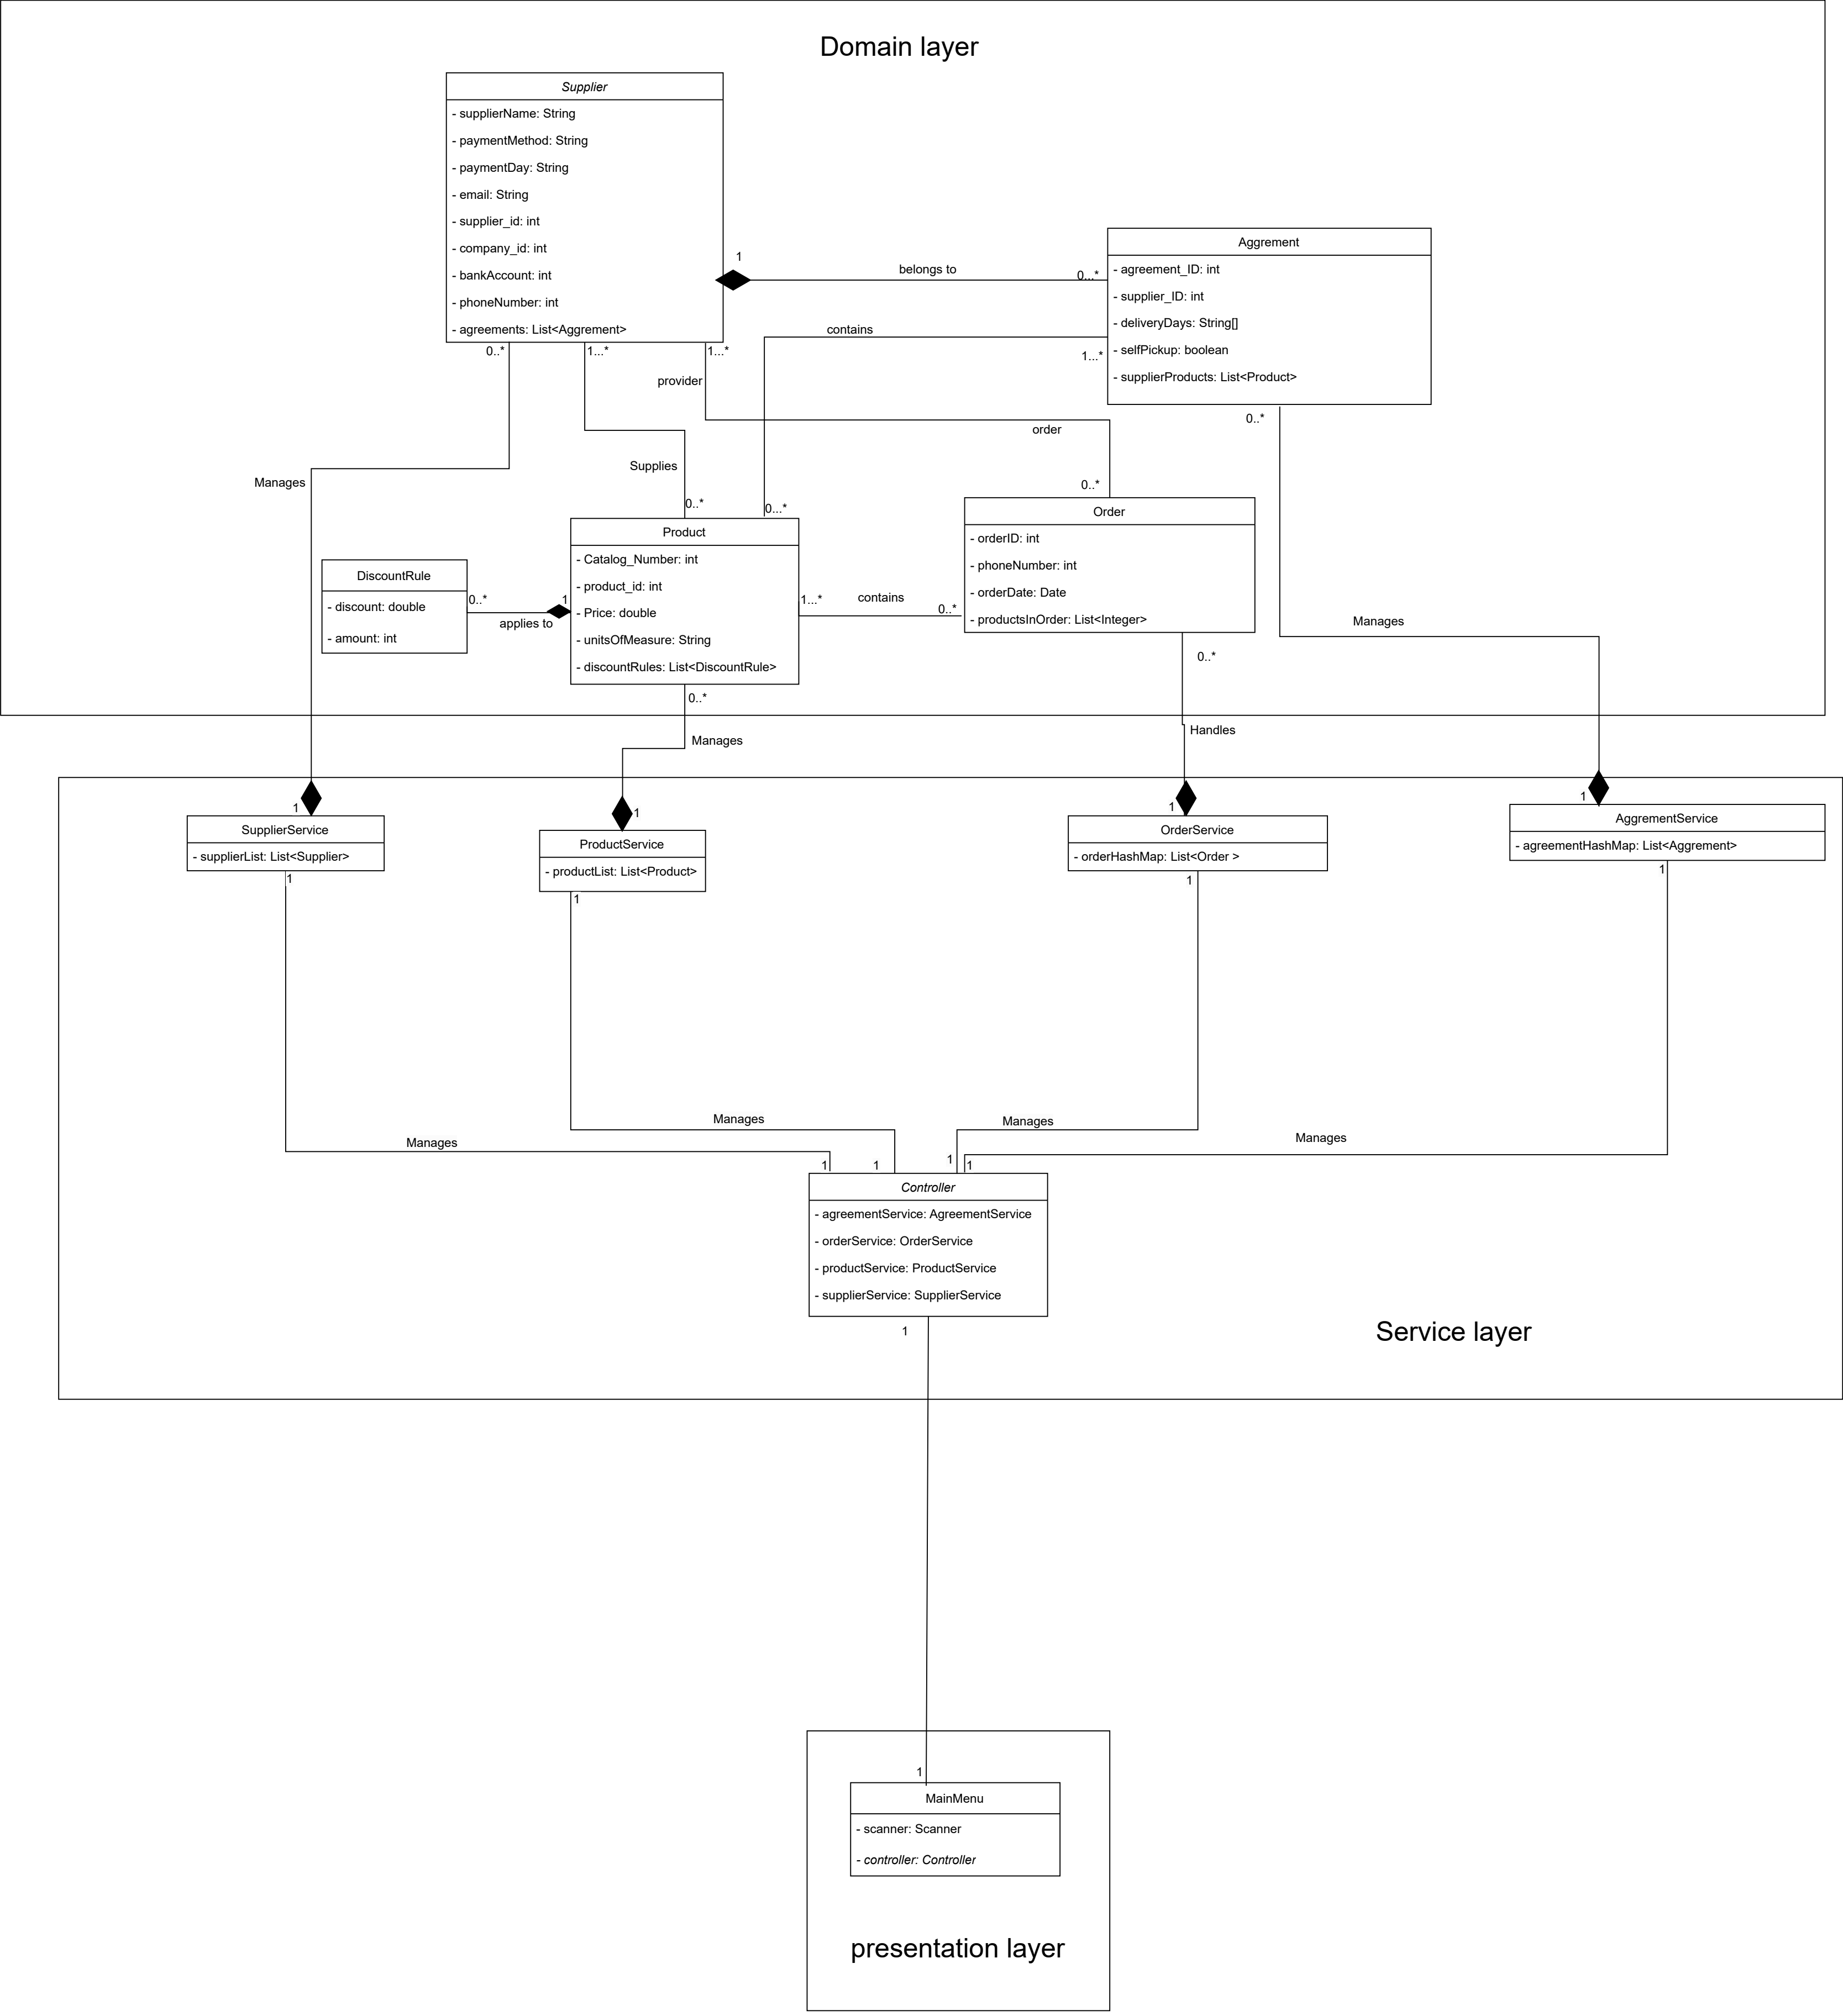 Domain layer
Supplier
- supplierName: String
- paymentMethod: String
- paymentDay: String
- email: String
- supplier_id: int
- company_id: int
- bankAccount: int
- phoneNumber: int
- agreements: List<Aggrement>
1
belongs to
0...*
Aggrement
- agreement_ID: int
- supplier_ID: int
- deliveryDays: String[]
- selfPickup: boolean
- supplierProducts: List<Product>
contains
1...*
0..*
1...*
1...*
provider
order
0..*
0..*
Manages
Supplies
0..*
0...*
Product
- Catalog_Number: int
- product_id: int
- Price: double
- unitsOfMeasure: String
- discountRules: List<DiscountRule>
Order
- orderID: int
- phoneNumber: int
- orderDate: Date
- productsInOrder: List<Integer>
DiscountRule
- discount: double
- amount: int
0..*
1
applies to
1...*
contains
0..*
Manages
0..*
0..*
Manages
Handles
1
1
1
1
SupplierService
- supplierList: List<Supplier>
ProductService
- productList: List<Product>
OrderService
- orderHashMap: List<Order >
AggrementService
- agreementHashMap: List<Aggrement>
1
1
1
1
Manages
Manages
Manages
Manages
1
1
1
1
Controller
- agreementService: AgreementService
- orderService: OrderService
- productService: ProductService
- supplierService: SupplierService
1
Service layer
1
MainMenu
- scanner: Scanner
- controller: Controller
presentation layer